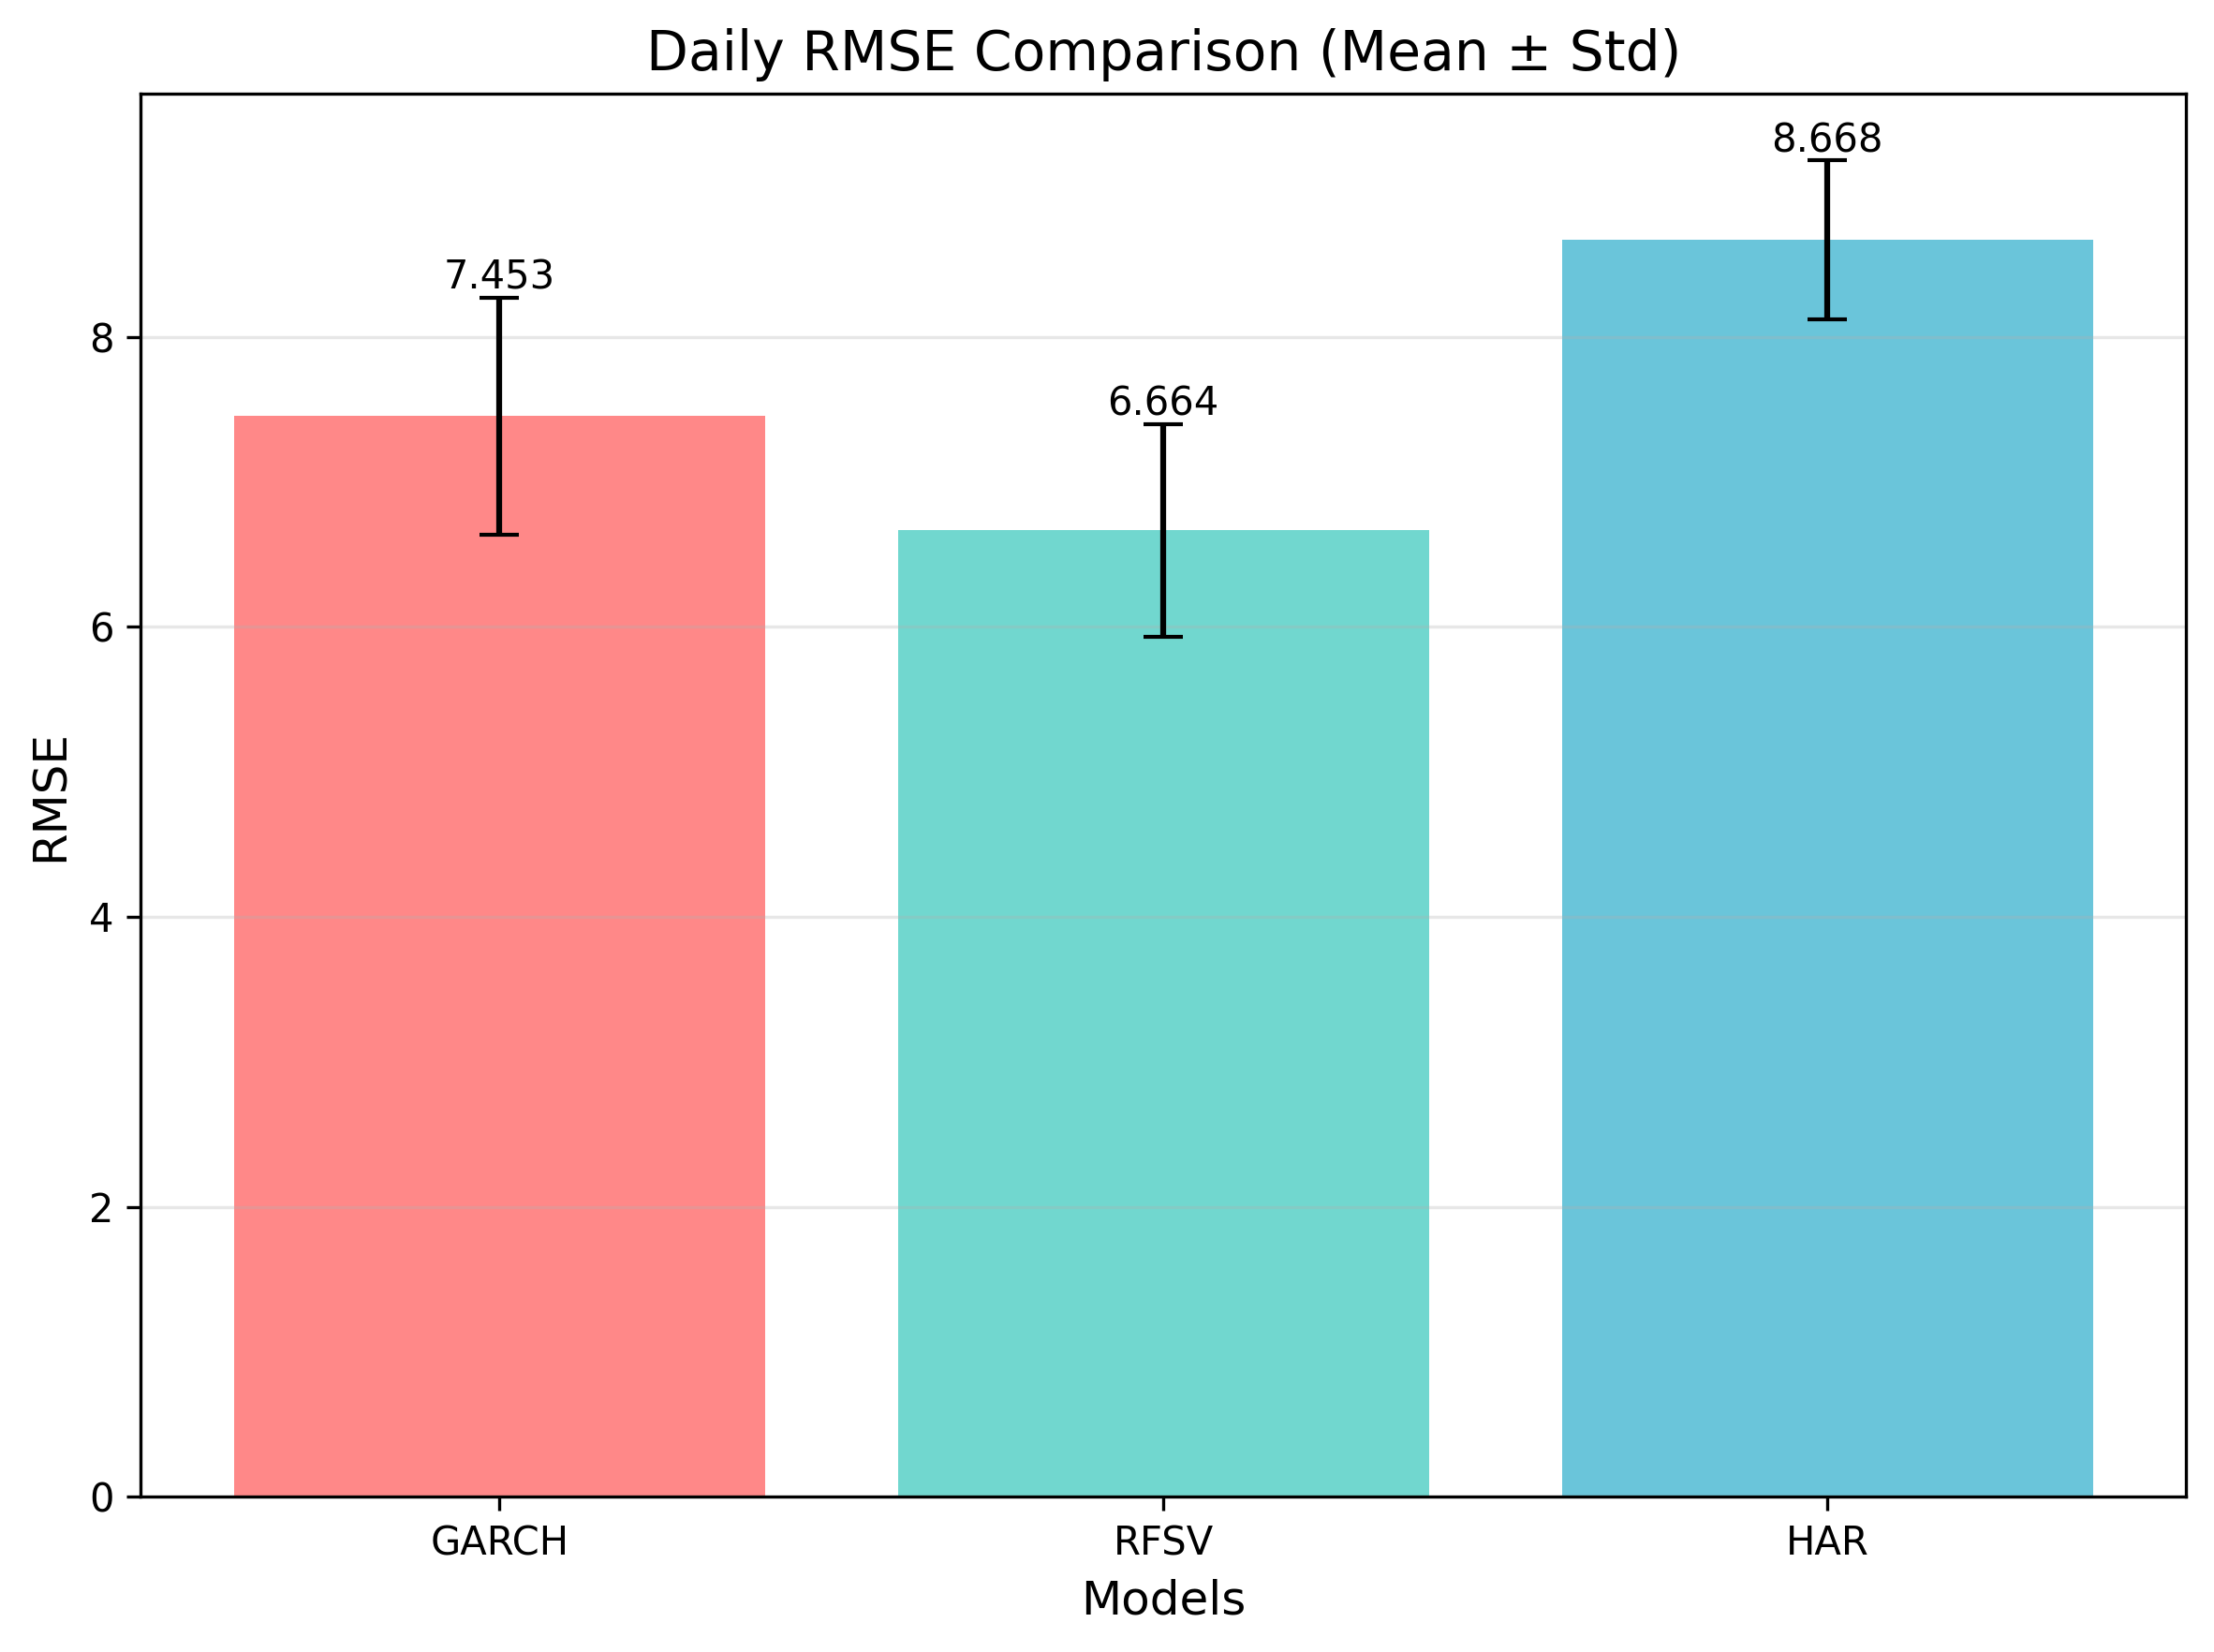 Daily RMSE Comparison (Mean ± Std)
8.668
7.453
6.664
8
6
4
2
0
RMSE
GARCH
RFSV
HAR
Models